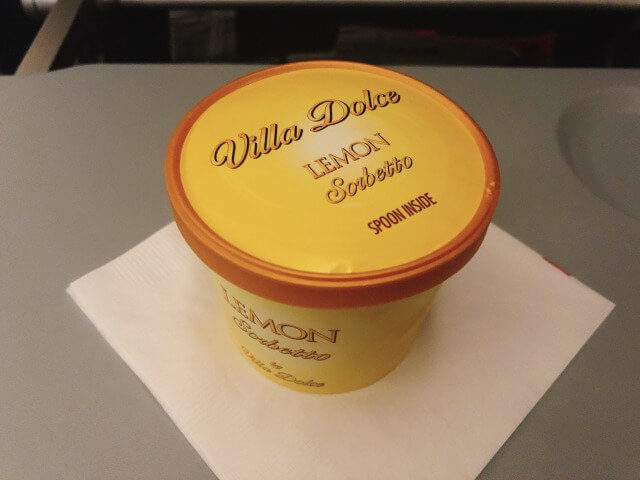 Villa Dolce
LEMON
Sorbetto
SPOON INSIDE
LEMON
Sorbetto
by
Villa Dolce